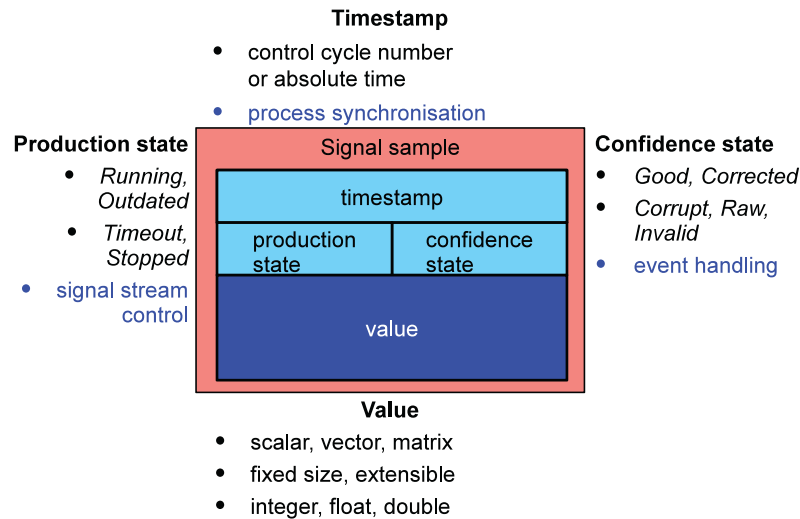 Timestamp
• control cycle number
or absolute time
• process synchronisation
Production state
• Running,
Outdated
• Timeout,
Stopped
• signal stream
control
Signal sample
timestamp
production
state
confidence
state
value
Confidence state
• Good, Corrected
• Corrupt, Raw,
Invalid
• event handling
Value
• scalar, vector, matrix
• fixed size, extensible
• integer, float, double